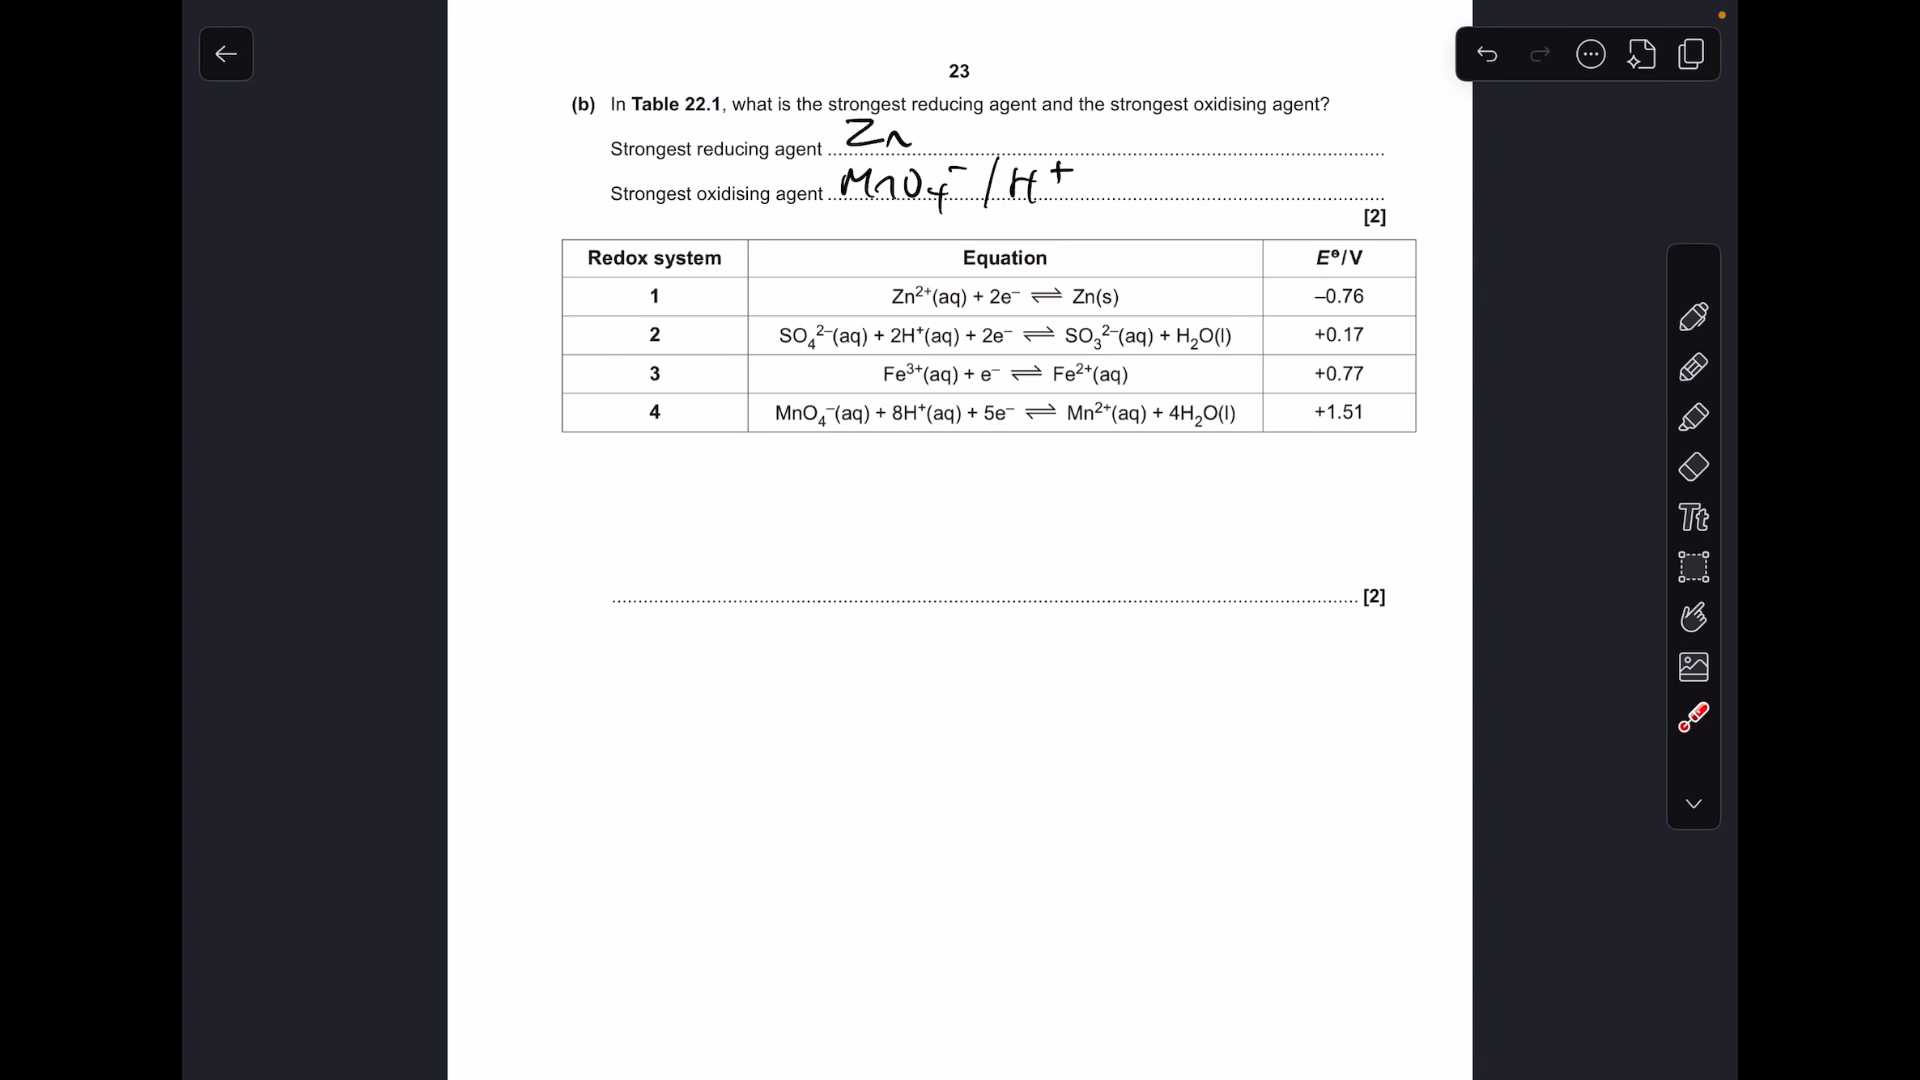 23
(b) In Table 22.1, what is the strongest reducing agent and the strongest oxidising agent?
Strongest reducing agent Zn
Strongest oxidising agent MnO₄⁻/H⁺
[2]
Redox system Equation E⦵/V
1 Zn²⁺(aq) + 2e⁻ ⇌ Zn(s) –0.76
2 SO₄²⁻(aq) + 2H⁺(aq) + 2e⁻ ⇌ SO₃²⁻(aq) + H₂O(l) +0.17
3 Fe³⁺(aq) + e⁻ ⇌ Fe²⁺(aq) +0.77
4 MnO₄⁻(aq) + 8H⁺(aq) + 5e⁻ ⇌ Mn²⁺(aq) + 4H₂O(l) +1.51
[2]
Tt